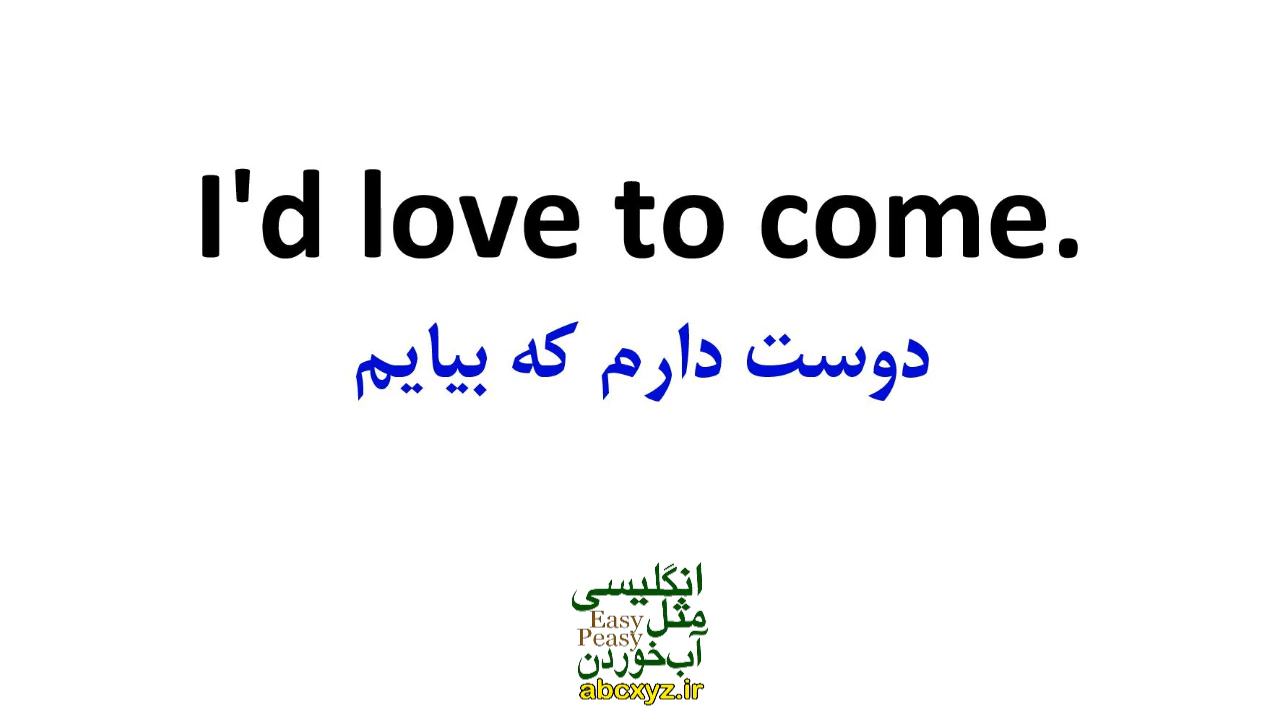 I'd love to come.
دوست دارم که بیایم
انگلیسی
مثل
Easy
Peasy
آب‌خوردن
abcxyz.ir